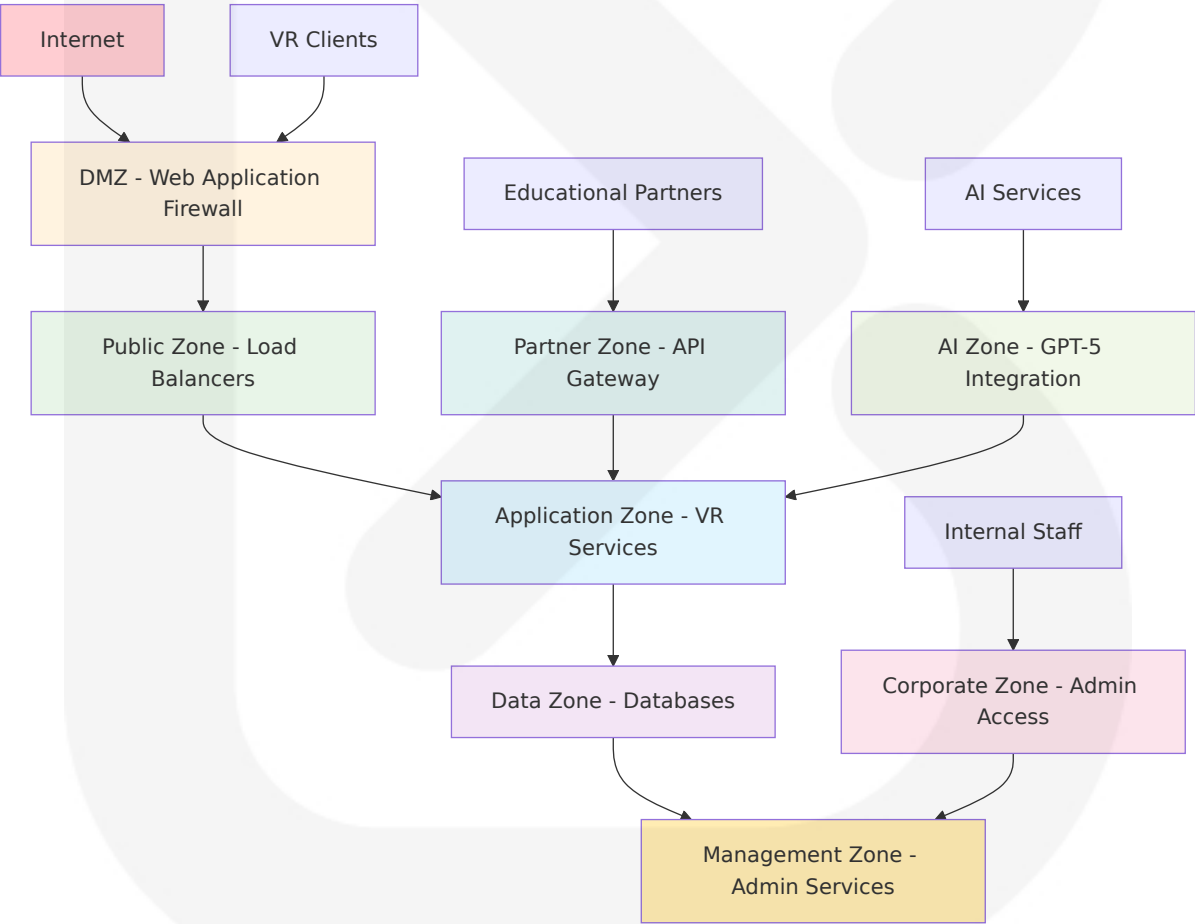 Internet
VR Clients
DMZ - Web Application
Firewall
Educational Partners
AI Services
Public Zone - Load
Balancers
Partner Zone - API
Gateway
AI Zone - GPT-5
Integration
Application Zone - VR
Services
Internal Staff
Data Zone - Databases
Corporate Zone - Admin
Access
Management Zone -
Admin Services